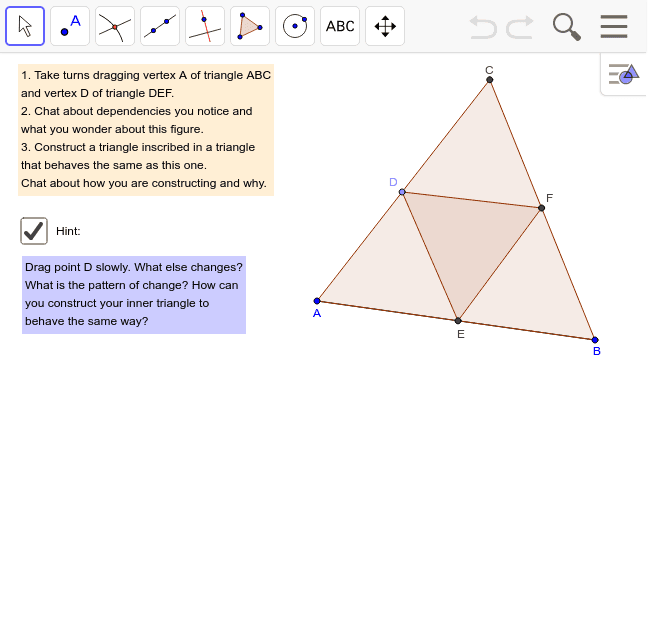 A
ABC
1. Take turns dragging vertex A of triangle ABC
and vertex D of triangle DEF.
2. Chat about dependencies you notice and
what you wonder about this figure.
3. Construct a triangle inscribed in a triangle
that behaves the same as this one.
Chat about how you are constructing and why.
Hint:
Drag point D slowly. What else changes?
What is the pattern of change? How can
you construct your inner triangle to
behave the same way?
C
D
F
A
E
B